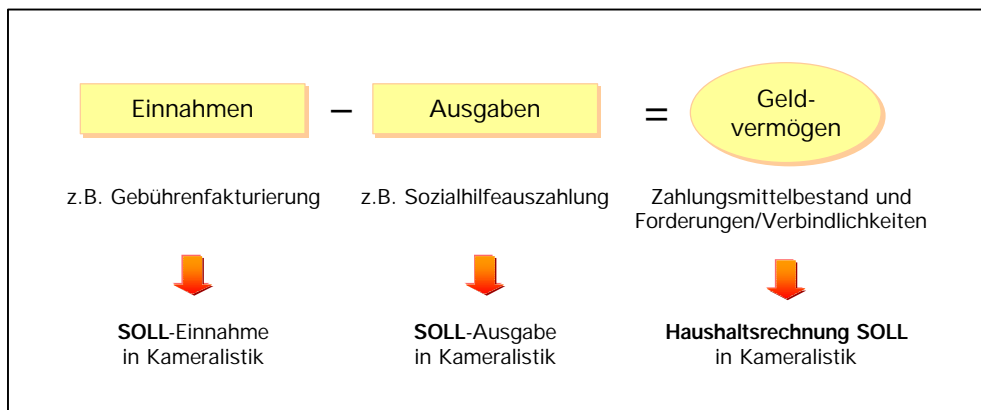 Einnahmen
–
Ausgaben
=
Geld-
vermögen
z.B. Gebührenfakturierung
z.B. Sozialhilfeauszahlung
Zahlungsmittelbestand und
Forderungen/Verbindlichkeiten
SOLL-Einnahme
in Kameralistik
SOLL-Ausgabe
in Kameralistik
Haushaltsrechnung SOLL
in Kameralistik